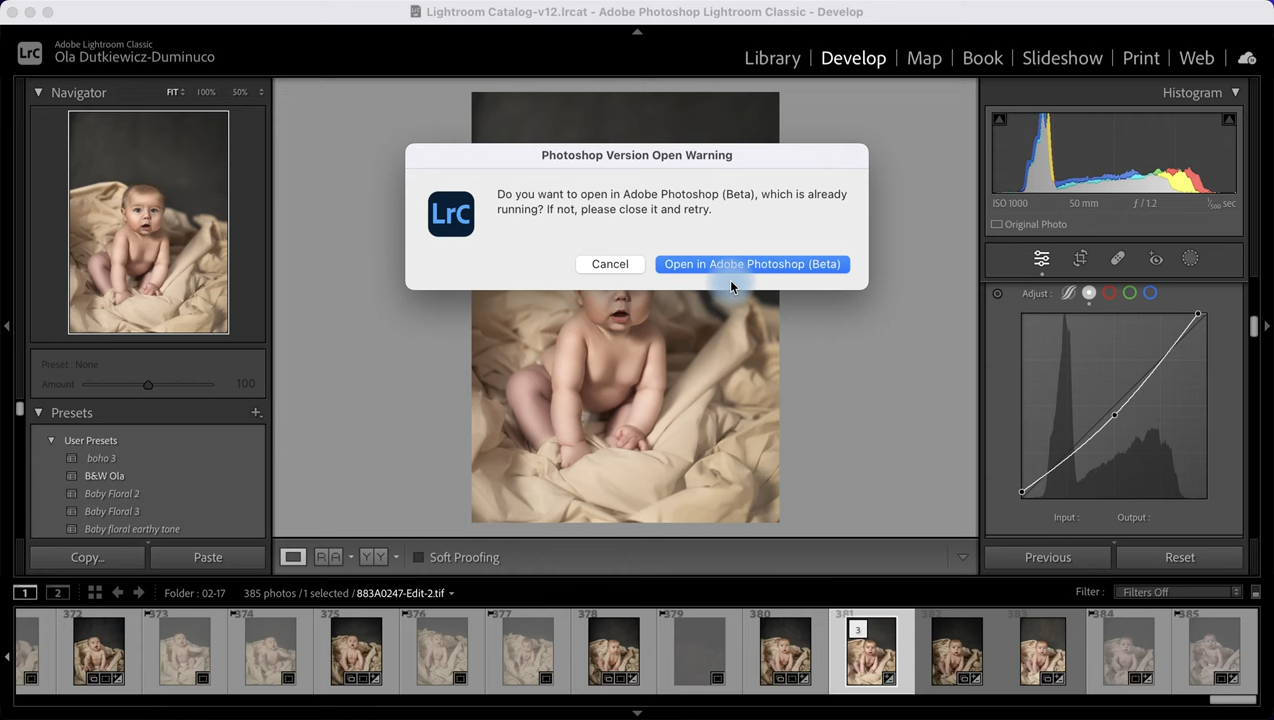 Lightroom Catalog-v12.lrcat - Adobe Photoshop Lightroom Classic - Develop
LrC
Adobe Lightroom Classic
Ola Dutkiewicz-Duminuco
Library | Develop | Map | Book | Slideshow | Print | Web
Navigator FIT 100% 50%
Histogram
ISO 1000 50 mm ƒ / 1.2 1/500 sec
Original Photo
Photoshop Version Open Warning
LrC
Do you want to open in Adobe Photoshop (Beta), which is already
running? If not, please close it and retry.
Cancel Open in Adobe Photoshop (Beta)
Adjust :
Preset : None
Amount 100
Presets
User Presets
boho 3
B&W Ola
Baby Floral 2
Baby Floral 3
Baby floral earthy tone
Input : Output :
Copy... Paste
R A Y Y Soft Proofing
Previous Reset
1 2 Folder : 02-17 385 photos / 1 selected / 883A0247-Edit-2.tif
Filter : Filters Off
372 373 374 375 376 377 378 379 380 381 382 383 384 385
3